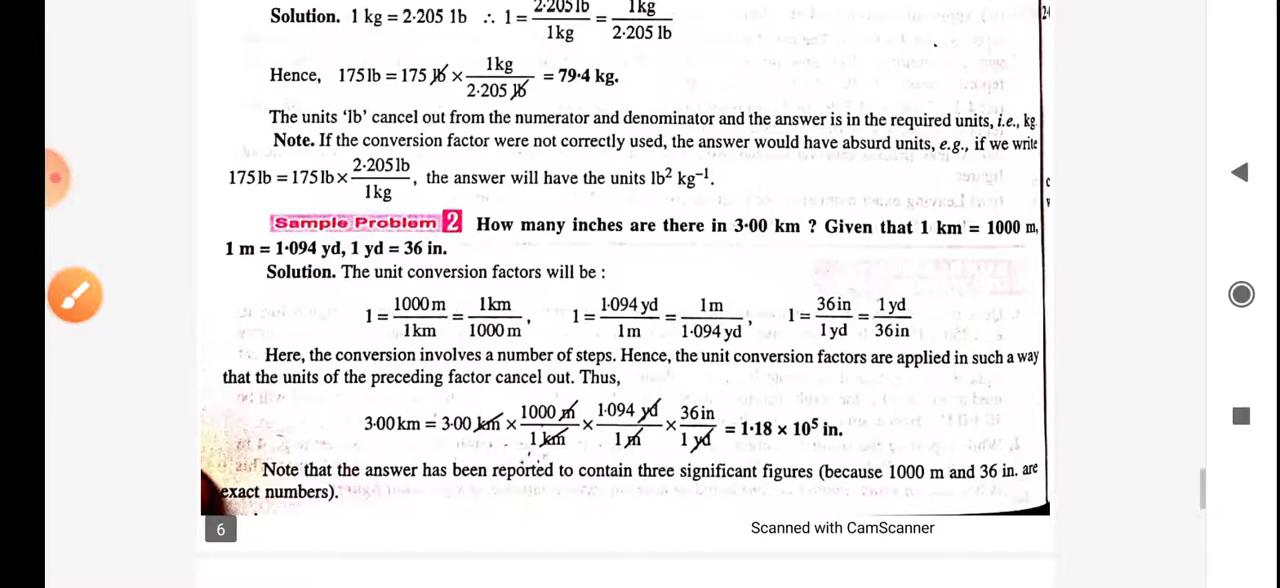 Solution. 1 kg = 2·205 lb ∴ 1 = 2·205 lb / 1 kg = 1 kg / 2·205 lb
Hence, 175 lb = 175 lb × 1 kg / 2·205 lb = 79·4 kg.
The units 'lb' cancel out from the numerator and denominator and the answer is in the required units, i.e., kg
Note. If the conversion factor were not correctly used, the answer would have absurd units, e.g., if we write
175 lb = 175 lb × 2·205 lb / 1 kg, the answer will have the units lb² kg⁻¹.
Sample Problem 2 How many inches are there in 3·00 km ? Given that 1 km = 1000 m,
1 m = 1·094 yd, 1 yd = 36 in.
Solution. The unit conversion factors will be :
1 = 1000 m / 1 km = 1 km / 1000 m, 1 = 1·094 yd / 1 m = 1 m / 1·094 yd, 1 = 36 in / 1 yd = 1 yd / 36 in
Here, the conversion involves a number of steps. Hence, the unit conversion factors are applied in such a way
that the units of the preceding factor cancel out. Thus,
3·00 km = 3·00 km × 1000 m / 1 km × 1·094 yd / 1 m × 36 in / 1 yd = 1·18 × 10⁵ in.
Note that the answer has been reported to contain three significant figures (because 1000 m and 36 in. are
exact numbers).
6
Scanned with CamScanner